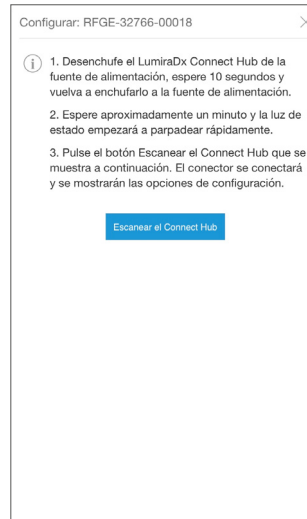 Configurar: RFGE-32766-00018
1. Desenchufe el LumiraDx Connect Hub de la
fuente de alimentación, espere 10 segundos y
vuelva a enchufarlo a la fuente de alimentación.
2. Espere aproximadamente un minuto y la luz de
estado empezará a parpadear rápidamente.
3. Pulse el botón Escanear el Connect Hub que se
muestra a continuación. El conector se conectará
y se mostrarán las opciones de configuración.
Escanear el Connect Hub